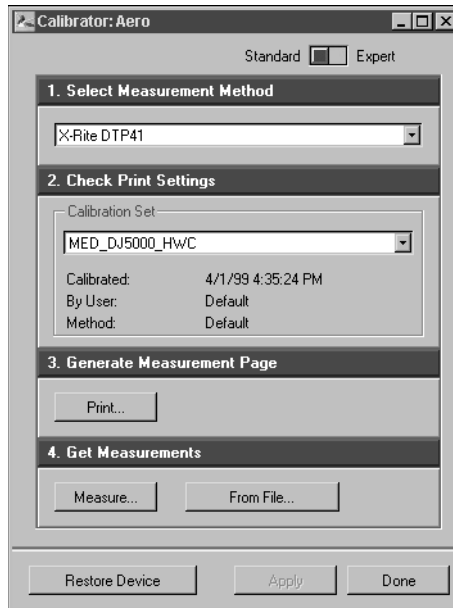 Calibrator: Aero
Standard Expert
1. Select Measurement Method
X-Rite DTP41
2. Check Print Settings
Calibration Set
MED_DJ5000_HWC
Calibrated: 4/1/99 4:35:24 PM
By User: Default
Method: Default
3. Generate Measurement Page
Print...
4. Get Measurements
Measure... From File...
Restore Device Apply Done